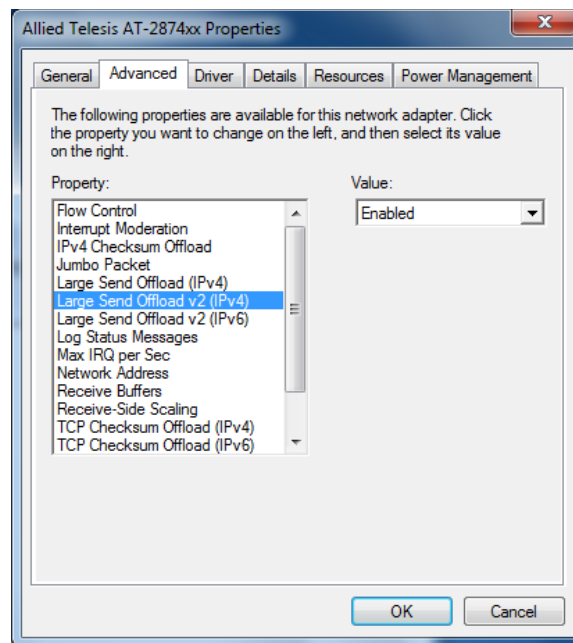 Allied Telesis AT-2874xx Properties
General Advanced Driver Details Resources Power Management
The following properties are available for this network adapter. Click
the property you want to change on the left, and then select its value
on the right.
Property:
Value:
Flow Control
Interrupt Moderation
IPv4 Checksum Offload
Jumbo Packet
Large Send Offload (IPv4)
Large Send Offload v2 (IPv4)
Large Send Offload v2 (IPv6)
Log Status Messages
Max IRQ per Sec
Network Address
Receive Buffers
Receive-Side Scaling
TCP Checksum Offload (IPv4)
TCP Checksum Offload (IPv6)
Enabled
OK Cancel